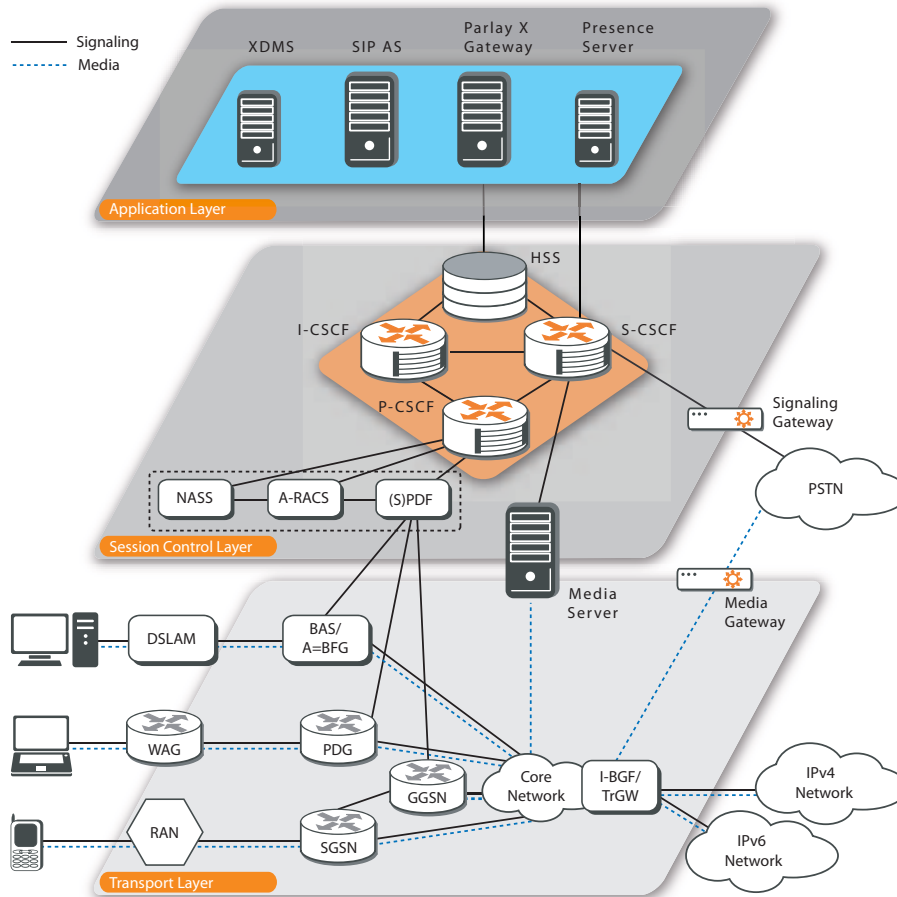 Signaling
Media
XDMS
SIP AS
Parlay X
Gateway
Presence
Server
Application Layer
HSS
I-CSCF
S-CSCF
P-CSCF
Signaling
Gateway
PSTN
NASS
A-RACS
(S)PDF
Session Control Layer
Media
Server
Media
Gateway
DSLAM
BAS/
A=BFG
WAG
PDG
GGSN
Core
Network
I-BGF/
TrGW
IPv4
Network
RAN
SGSN
IPv6
Network
Transport Layer